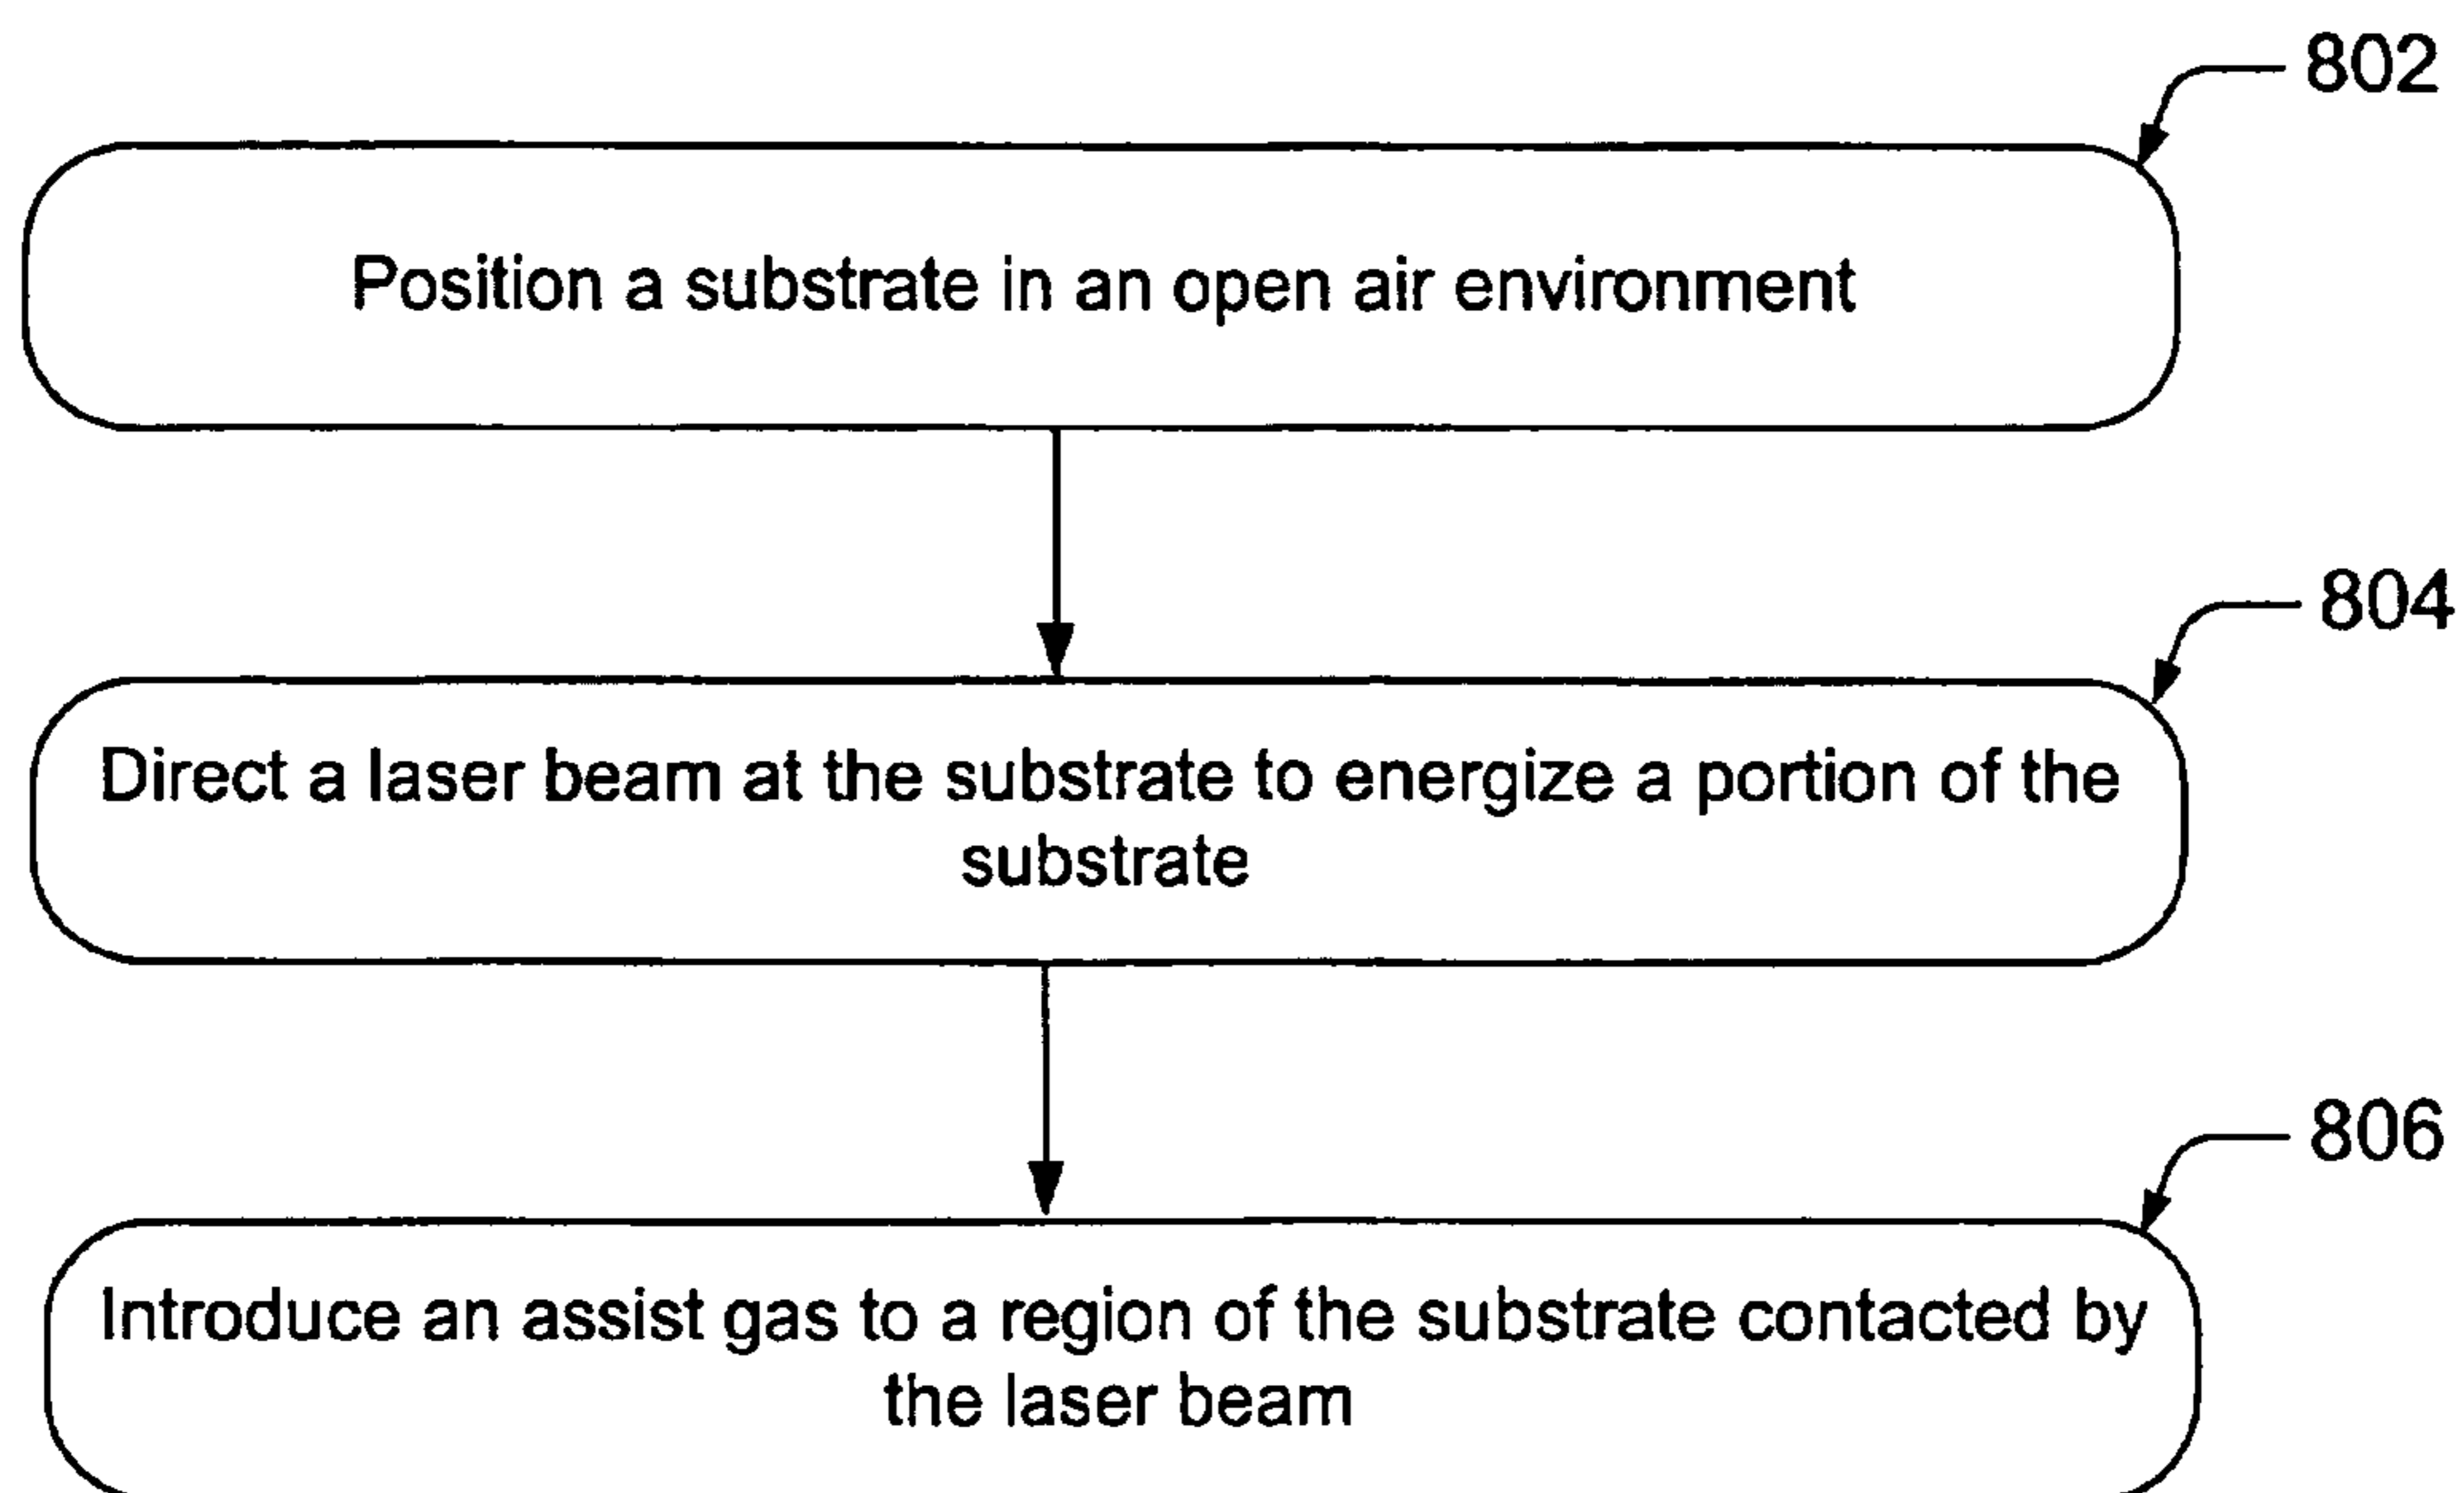 802
Position a substrate in an open air environment
804
Direct a laser beam at the substrate to energize a portion of the
substrate
806
Introduce an assist gas to a region of the substrate contacted by
the laser beam